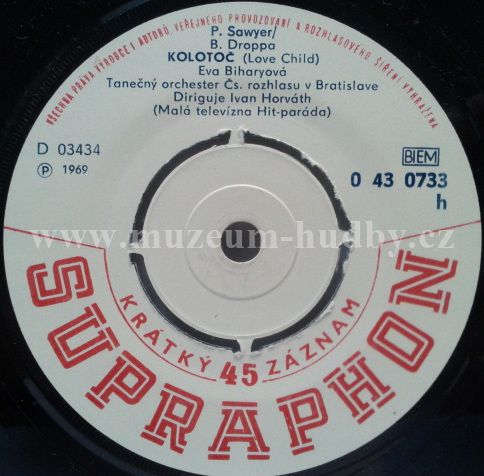 VŠECHNA PRÁVA VÝROBCE I AUTORŮ VEŘEJNÉHO PROVOZOVÁNÍ A ROZHLASOVÉHO ŠÍŘENÍ VYHRAŽENA
P. Sawyer/
B. Droppa
KOLOTOČ (Love Child)
Eva Biharyová
Tanečný orchester Čs. rozhlasu v Bratislave
Diriguje Ivan Horváth
(Malá televízna Hit-paráda)
D 03434
BIEM
Ⓟ 1969
0 43 0733
h
www.muzeum-hudby.cz
KRÁTKÝ 45 ZÁZNAM
SUPRAPHON